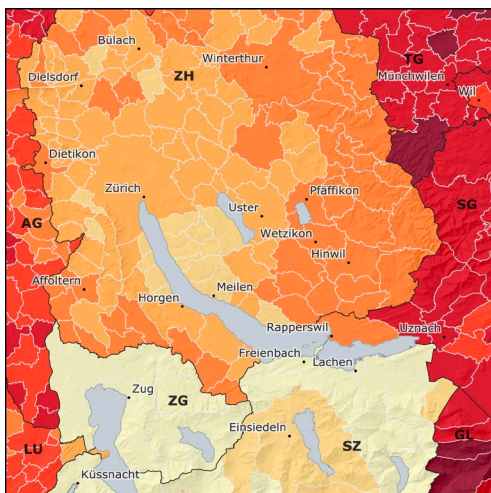 Bülach
Winterthur
TG
Münchwilen
Dielsdorf
ZH
Wil
Dietikon
Zürich
Pfäffikon
Uster
SG
AG
Wetzikon
Hinwil
Affoltern
Meilen
Horgen
Rapperswil
Uznach
Freienbach
Lachen
Zug
ZG
Einsiedeln
GL
LU
SZ
Küssnacht